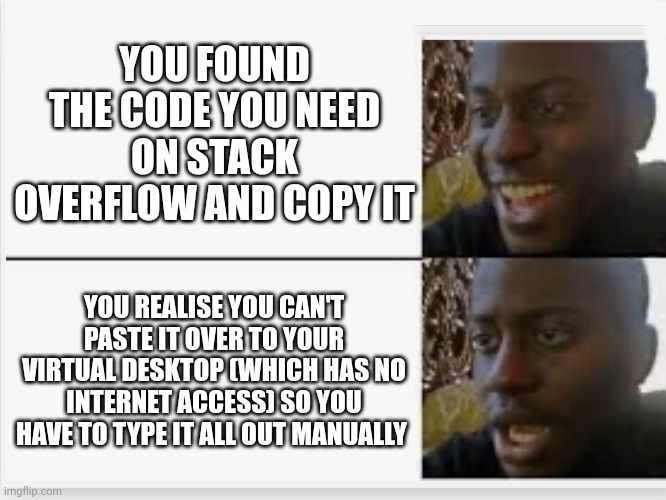 YOU FOUND
THE CODE YOU NEED
ON STACK
OVERFLOW AND COPY IT
YOU REALISE YOU CAN'T
PASTE IT OVER TO YOUR
VIRTUAL DESKTOP (WHICH HAS NO
INTERNET ACCESS) SO YOU
HAVE TO TYPE IT ALL OUT MANUALLY
imgflip.com